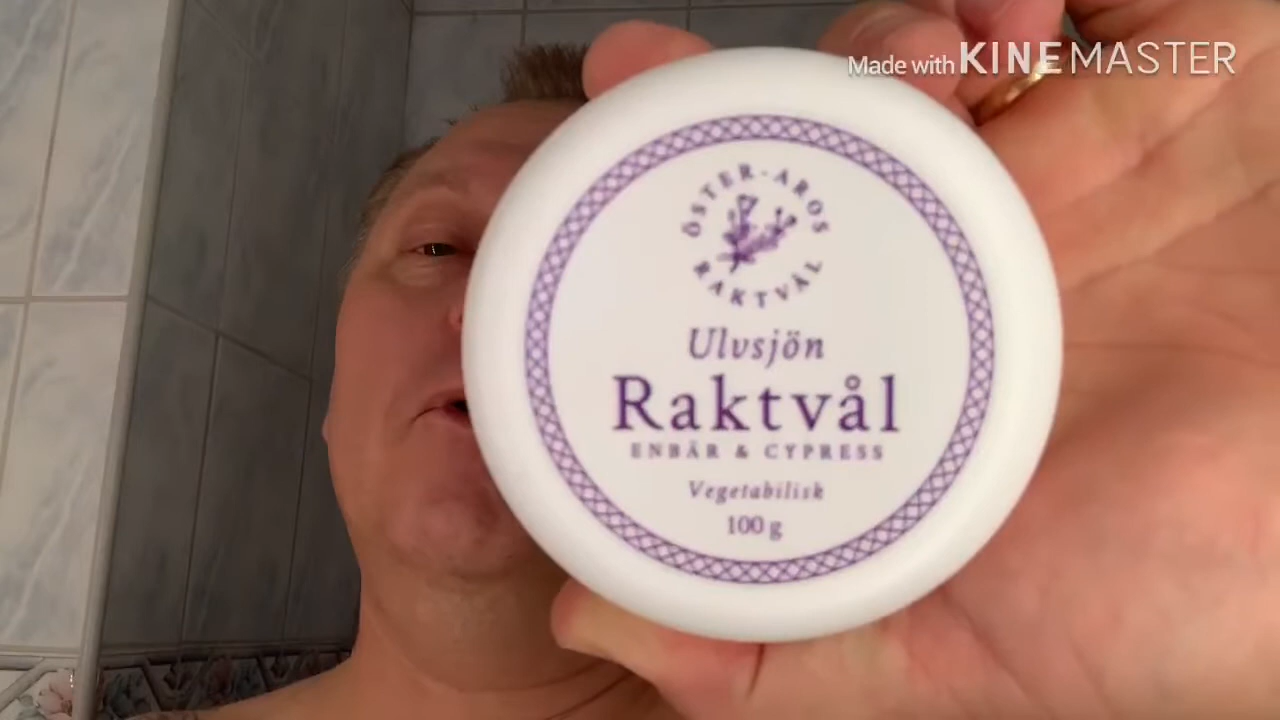 Made with KINEMASTER
ÖSTER-AROS
RAKTVÅL
Ulvsjön
Raktvål
ENBÄR & CYPRESS
Vegetabilisk
100 g